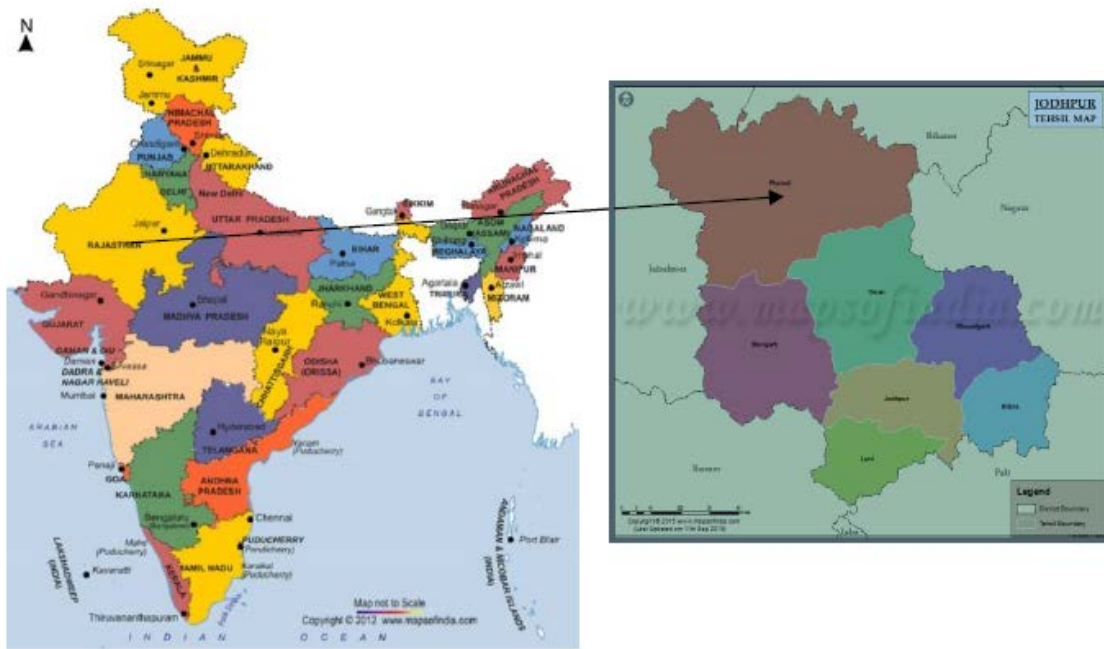 N
Srinagar
JAMMU
&
KASHMIR
Jammu
HIMACHAL
PRADESH
Shimla
Chandigarh
PUNJAB
Dehradun
UTTARAKHAND
HARYANA
DELHI
New Delhi
ARUNACHAL
PRADESH
SIKKIM
Gangtok
Itanagar
UTTAR PRADESH
Jaipur
RAJASTHAN
Dispur
ASOM
(ASSAM)
NAGALAND
Kohima
Shillong
MEGHALAYA
Imphal
MANIPUR
BIHAR
Patna
Agartala
TRIPURA
Aizawl
MIZORAM
Gandhinagar
GUJARAT
Bhopal
MADHYA PRADESH
JHARKHAND
Ranchi
WEST
BENGAL
Kolkata
Naya
Raipur
CHHATTISGARH
ODISHA
(ORISSA)
Bhubaneswar
DAMAN & DIU
Daman
Silvassa
DADRA &
NAGAR HAVELI
Mumbai
MAHARASHTRA
ARABIAN
SEA
BAY
OF
BENGAL
Hyderabad
TELANGANA
Yanam
(Puducherry)
Panaji
GOA
KARNATAKA
ANDHRA
PRADESH
Bengaluru
Chennai
Mahe
(Puducherry)
PUDUCHERRY
(Pondicherry)
Karaikal
(Puducherry)
TAMIL NADU
KERALA
LAKSHADWEEP
(INDIA)
Kavaratti
ANDAMAN & NICOBAR ISLANDS
(INDIA)
Port Blair
Thiruvananthapuram
Map not to Scale
Copyright © 2012 www.mapsofindia.com
INDIAN OCEAN
JODHPUR
TEHSIL MAP
Bikaner
Nagaur
Jaisalmer
Osian
www.mapsofindia.com
Bhopalgarh
Shergarh
Jodhpur
Bilara
Luni
Barmer
Pali
Legend
District Boundary
Tehsil Boundary